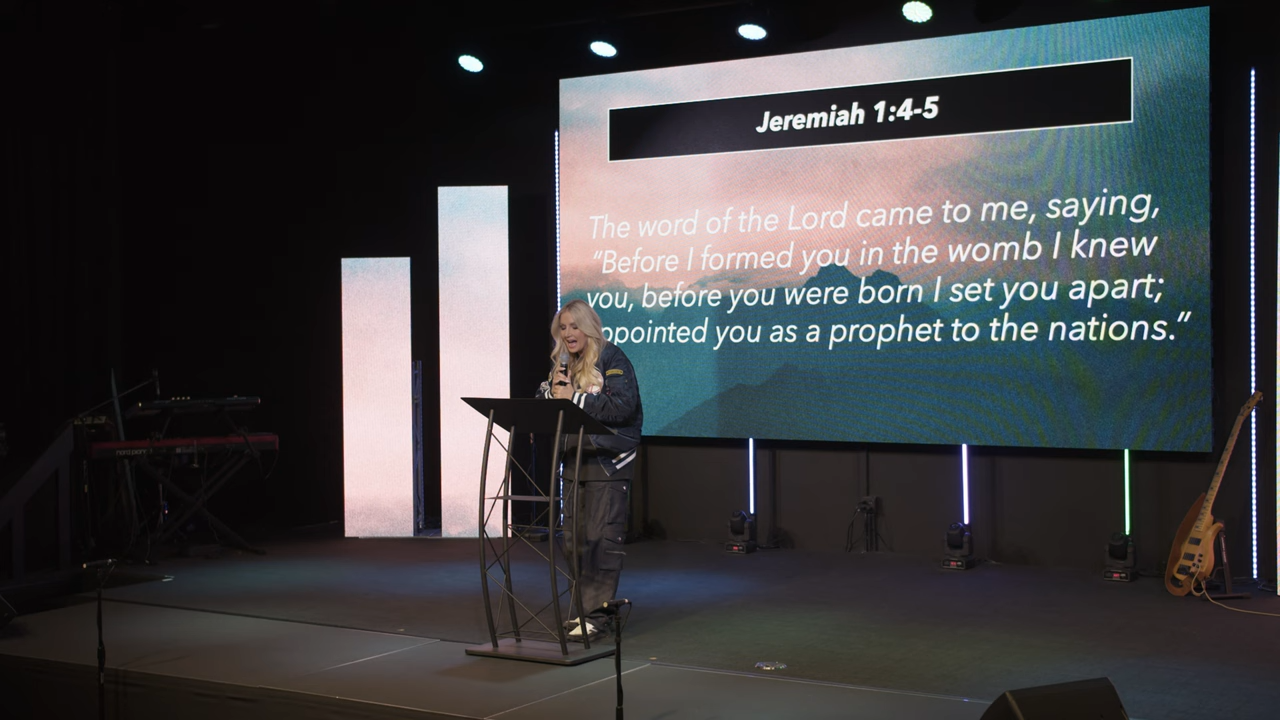 Jeremiah 1:4-5
The word of the Lord came to me, saying,
“Before I formed you in the womb I knew
you, before you were born I set you apart;
ppointed you as a prophet to the nations.”